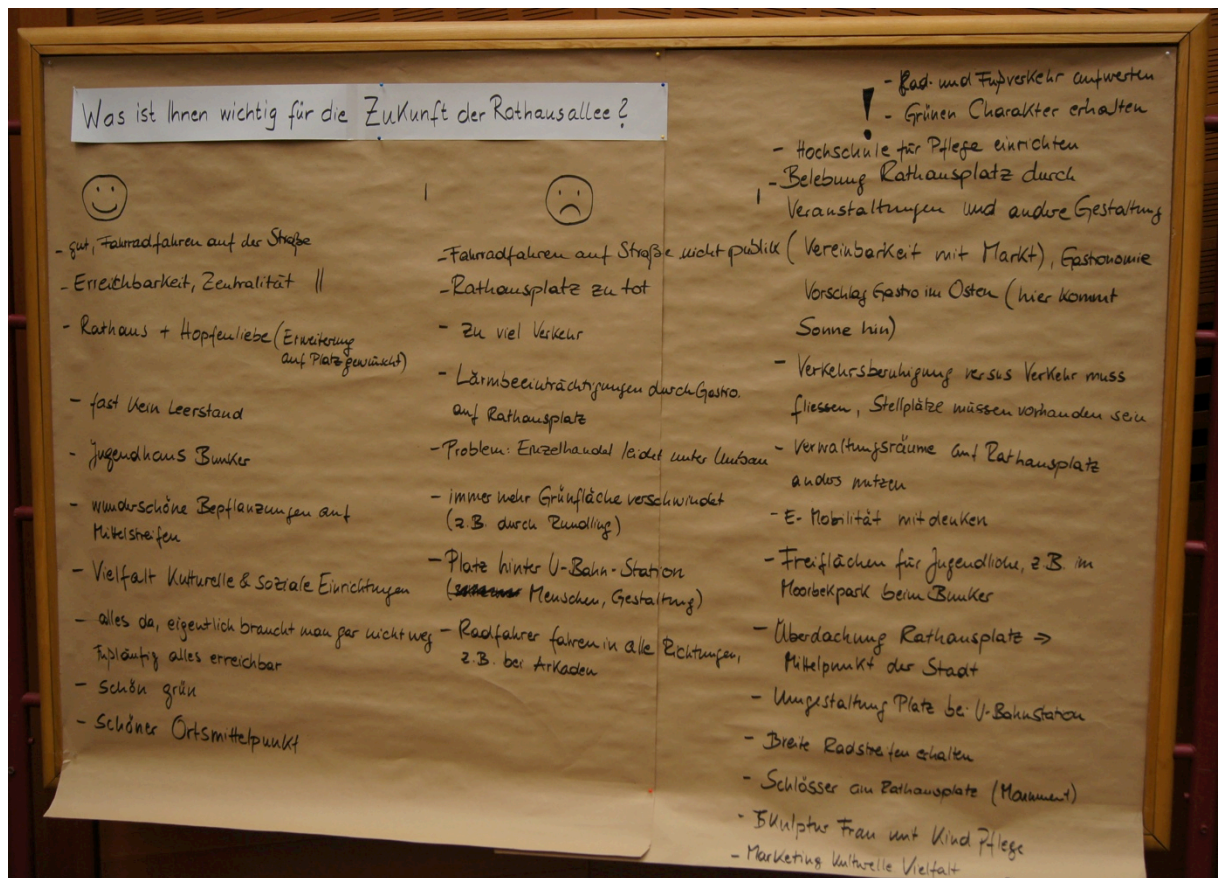 Was ist Ihnen wichtig für die Zukunft der Rathausallee?
- gut, Fahrradfahren auf der Straße
- Erreichbarkeit, Zentralität ||
- Rathaus + Hopfenliebe (Erweiterung
auf Platz gewünscht)
- fast kein Leerstand
- Jugendhaus Bunker
- wunderschöne Bepflanzungen auf
Mittelstreifen
- Vielfalt Kulturelle & Soziale Einrichtungen
- alles da, eigentlich braucht man gar nicht weg
Fußläufig alles erreichbar
- schön grün
- Schöner Ortsmittelpunkt
- Fahrradfahren auf Straße nicht publik
- Rathausplatz zu tot
- zu viel Verkehr
- Lärmbeeinträchtigungen durch Gastro.
auf Rathausplatz
- Problem: Einzelhandel leidet unter Umbau
- immer mehr Grünfläche verschwindet
(z.B. durch Rundling)
- Platz hinter U-Bahn-Station
( Menschen, Gestaltung)
- Radfahrer fahren in alle Richtungen,
z.B. bei Arkaden
!
- Rad- und Fußverkehr aufwerten
- Grünen Charakter erhalten
- Hochschule für Pflege einrichten
- Belebung Rathausplatz durch
Veranstaltungen und andere Gestaltung
(Vereinbarkeit mit Markt), Gastronomie
Vorschlag Gastro im Osten (hier kommt
Sonne hin)
- Verkehrsberuhigung versus Verkehr muss
fliessen, Stellplätze müssen vorhanden sein
- Verwaltungsräume auf Rathausplatz
anders nutzen
- E-Mobilität mitdenken
- Freiflächen für Jugendliche, z.B. im
Moorbekpark beim Bunker
- Überdachung Rathausplatz ⇒
Mittelpunkt der Stadt
- Umgestaltung Platz bei U-Bahnstation
- Breite Radstreifen erhalten
- Schlösser am Rathausplatz (Monument)
- Skulptur Frau mit Kind Pflege
- Marketing kulturelle Vielfalt